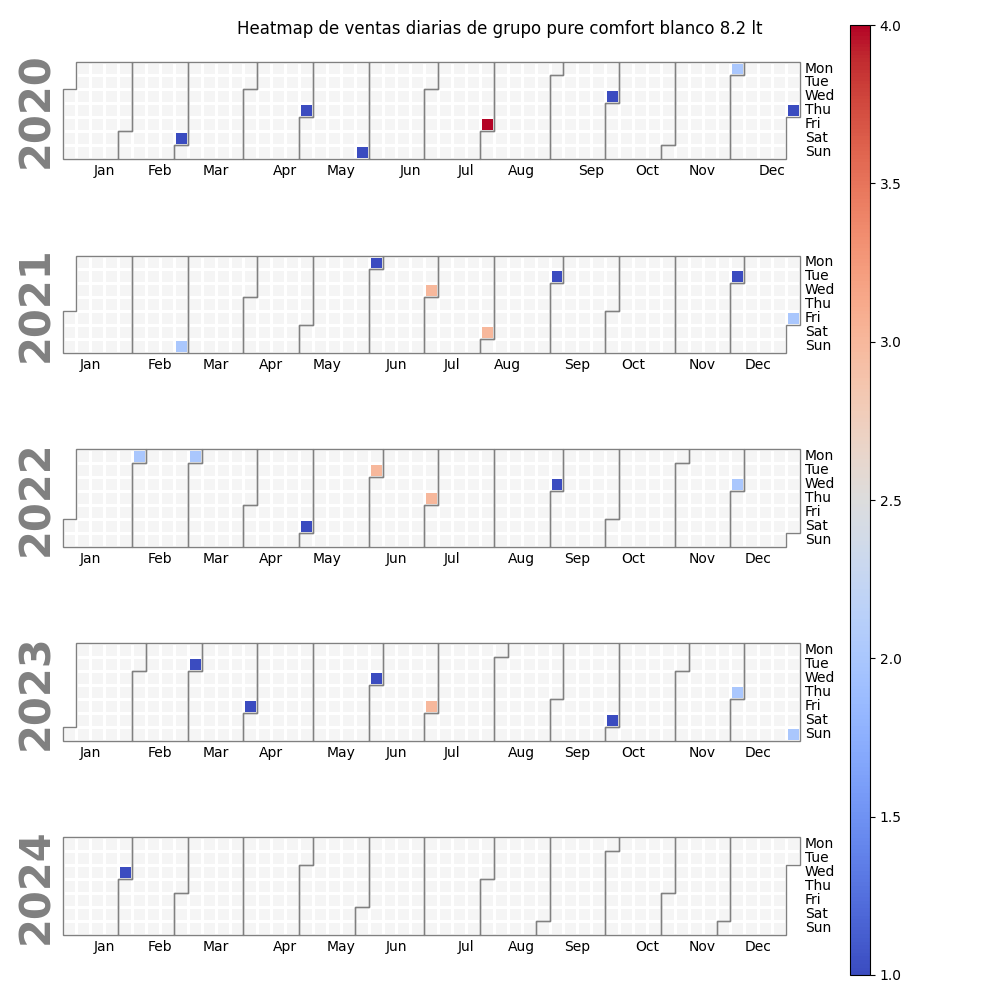 Heatmap de ventas diarias de grupo pure comfort blanco 8.2 lt
2020
Mon
Tue
Wed
Thu
Fri
Sat
Sun
Jan Feb Mar Apr May Jun Jul Aug Sep Oct Nov Dec
2021
Mon
Tue
Wed
Thu
Fri
Sat
Sun
Jan Feb Mar Apr May Jun Jul Aug Sep Oct Nov Dec
2022
Mon
Tue
Wed
Thu
Fri
Sat
Sun
Jan Feb Mar Apr May Jun Jul Aug Sep Oct Nov Dec
2023
Mon
Tue
Wed
Thu
Fri
Sat
Sun
Jan Feb Mar Apr May Jun Jul Aug Sep Oct Nov Dec
2024
Mon
Tue
Wed
Thu
Fri
Sat
Sun
Jan Feb Mar Apr May Jun Jul Aug Sep Oct Nov Dec
4.0
3.5
3.0
2.5
2.0
1.5
1.0